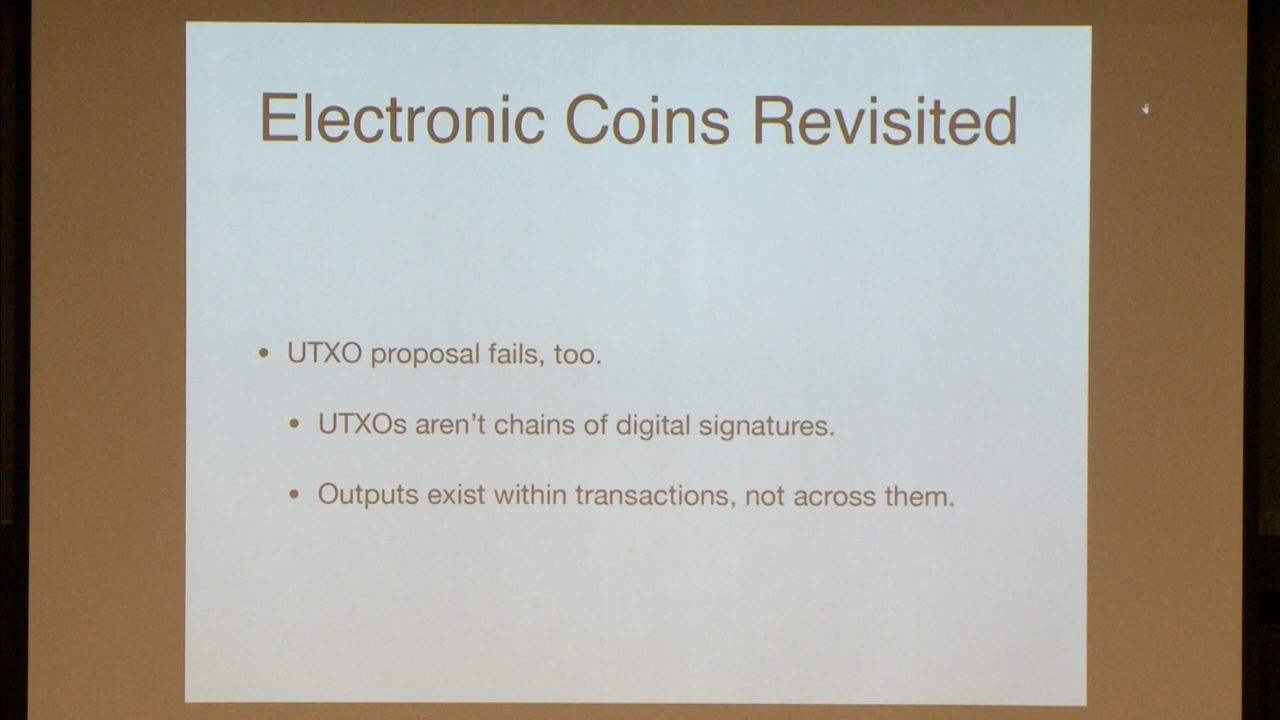 Electronic Coins Revisited
• UTXO proposal fails, too.
• UTXOs aren’t chains of digital signatures.
• Outputs exist within transactions, not across them.